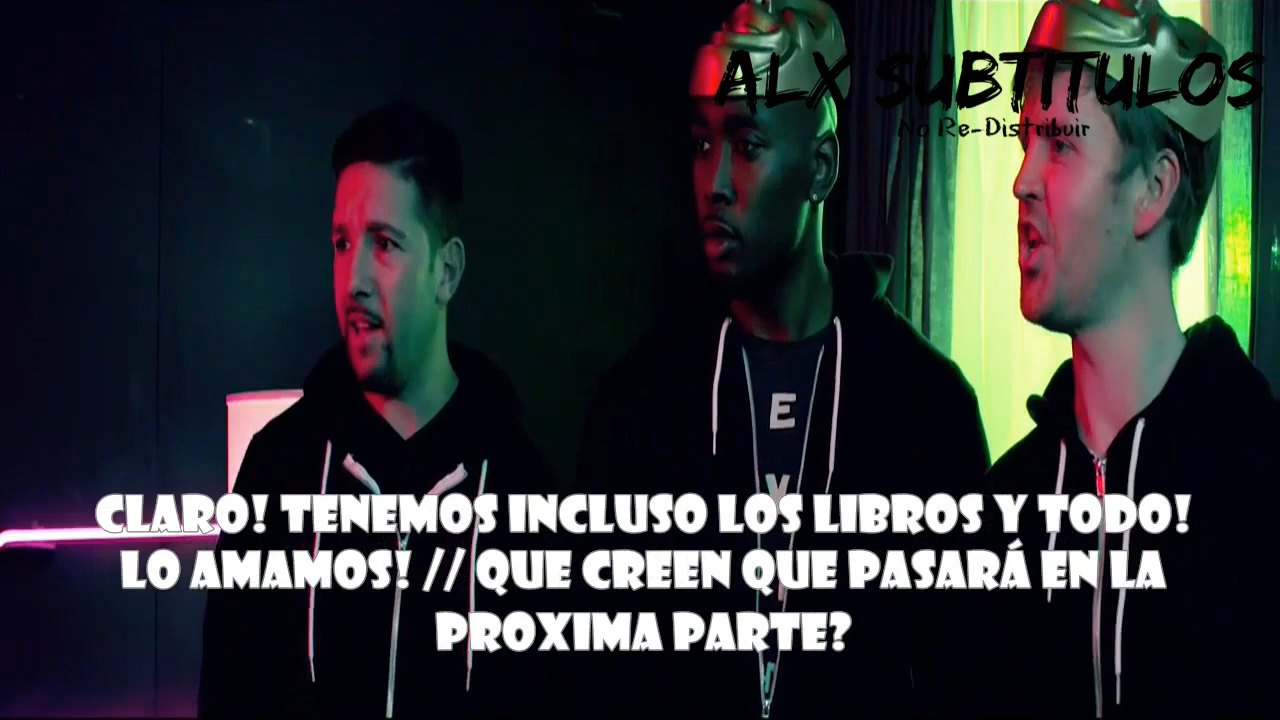 ALX SUBTITULOS
No Re-Distribuir
E
V
CLARO! TENEMOS INCLUSO LOS LIBROS Y TODO!
LO AMAMOS! // QUE CREEN QUE PASARÁ EN LA
PROXIMA PARTE?